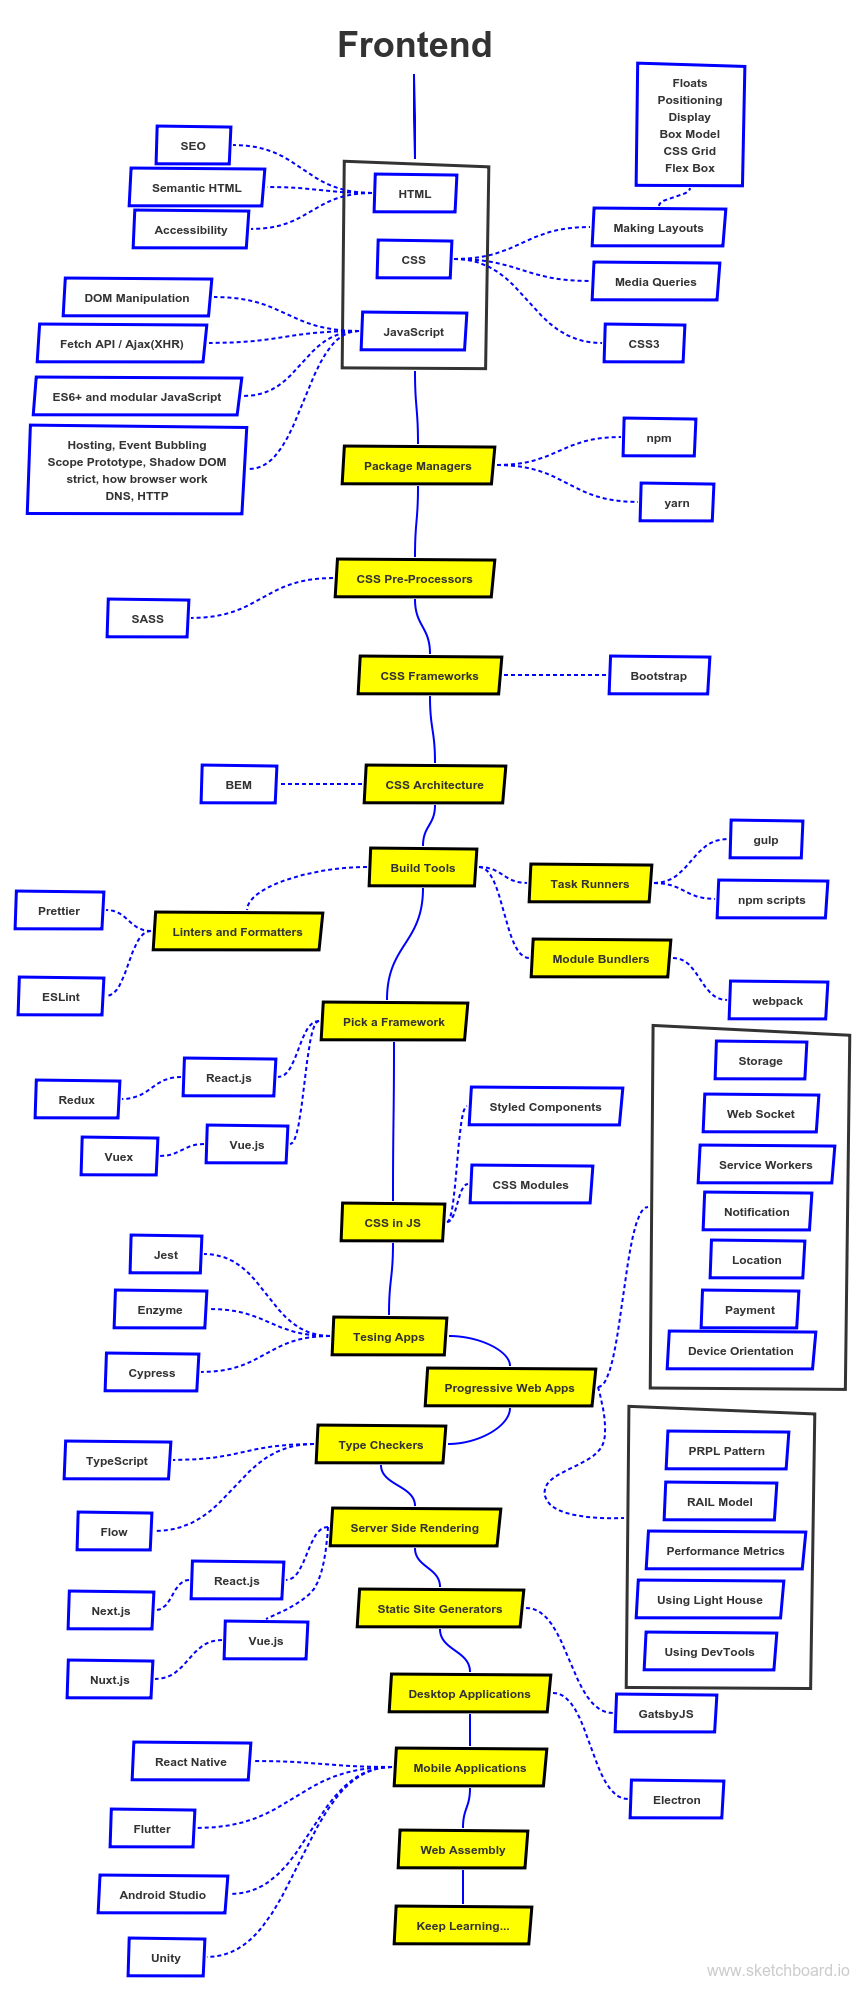 Frontend
Floats
Positioning
Display
Box Model
CSS Grid
Flex Box
SEO
Semantic HTML
Accessibility
HTML
CSS
JavaScript
Making Layouts
Media Queries
CSS3
DOM Manipulation
Fetch API / Ajax(XHR)
ES6+ and modular JavaScript
Hosting, Event Bubbling
Scope Prototype, Shadow DOM
strict, how browser work
DNS, HTTP
Package Managers
npm
yarn
CSS Pre-Processors
SASS
CSS Frameworks
Bootstrap
CSS Architecture
BEM
Build Tools
Task Runners
gulp
npm scripts
Linters and Formatters
Prettier
ESLint
Module Bundlers
webpack
Pick a Framework
React.js
Redux
Vue.js
Vuex
Styled Components
CSS Modules
CSS in JS
Storage
Web Socket
Service Workers
Notification
Location
Payment
Device Orientation
Jest
Enzyme
Cypress
Tesing Apps
Progressive Web Apps
Type Checkers
TypeScript
Flow
PRPL Pattern
RAIL Model
Performance Metrics
Using Light House
Using DevTools
Server Side Rendering
React.js
Next.js
Vue.js
Nuxt.js
Static Site Generators
GatsbyJS
Desktop Applications
Electron
Mobile Applications
React Native
Flutter
Android Studio
Unity
Web Assembly
Keep Learning...
www.sketchboard.io